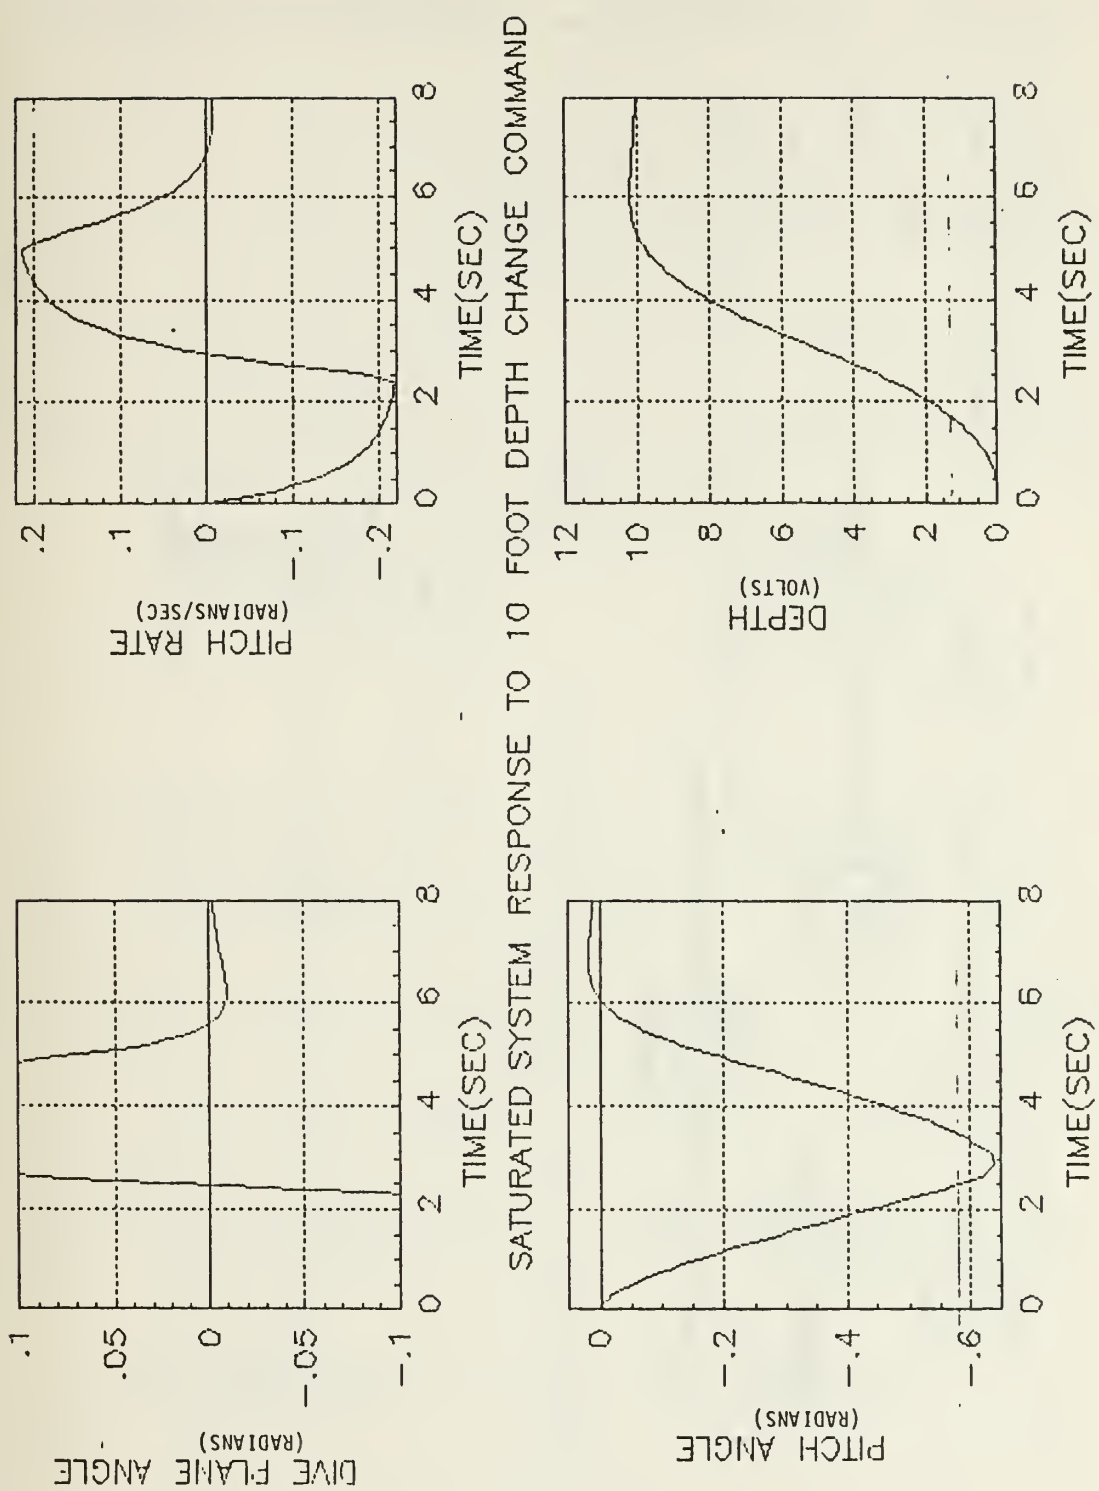 DIVE PLANE ANGLE
(RADIANS)
.1
.05
0
-.05
-.1
0 2 4 6 8
TIME(SEC)
PITCH RATE
(RADIANS/SEC)
.2
.1
0
-.1
-.2
0 2 4 6 8
TIME(SEC)
SATURATED SYSTEM RESPONSE TO 10 FOOT DEPTH CHANGE COMMAND
PITCH ANGLE
(RADIANS)
.0
-.2
-.4
-.6
0 2 4 6 8
TIME(SEC)
DEPTH
(VOLTS)
12
10
8
6
4
2
0
0 2 4 6 8
TIME(SEC)